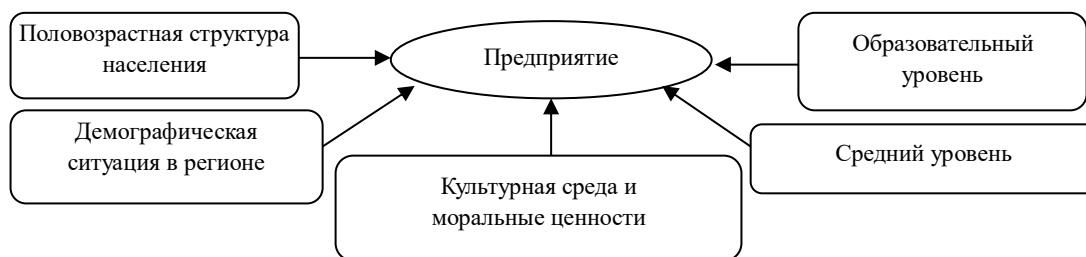 Половозрастная структура
населения
Предприятие
Образовательный
уровень
Демографическая
ситуация в регионе
Средний уровень
Культурная среда и
моральные ценности